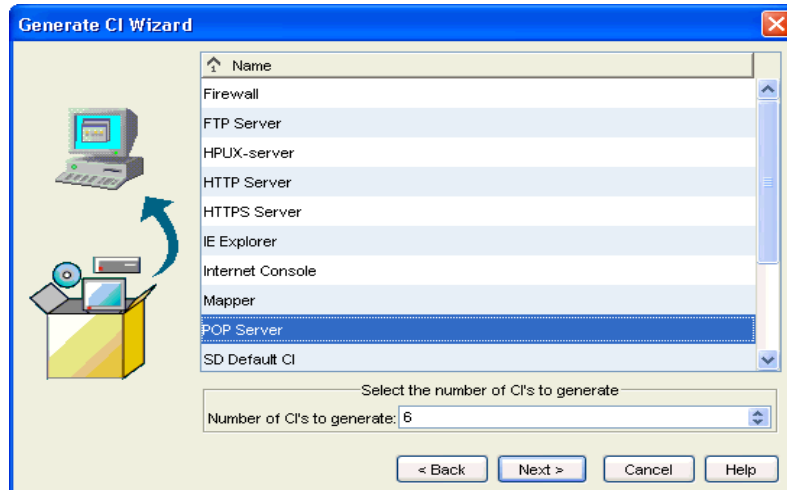 Generate CI Wizard
1 Name
Firewall
FTP Server
HPUX-server
HTTP Server
HTTPS Server
IE Explorer
Internet Console
Mapper
POP Server
SD Default CI
Select the number of CI's to generate
Number of CI's to generate: 6
< Back Next > Cancel Help